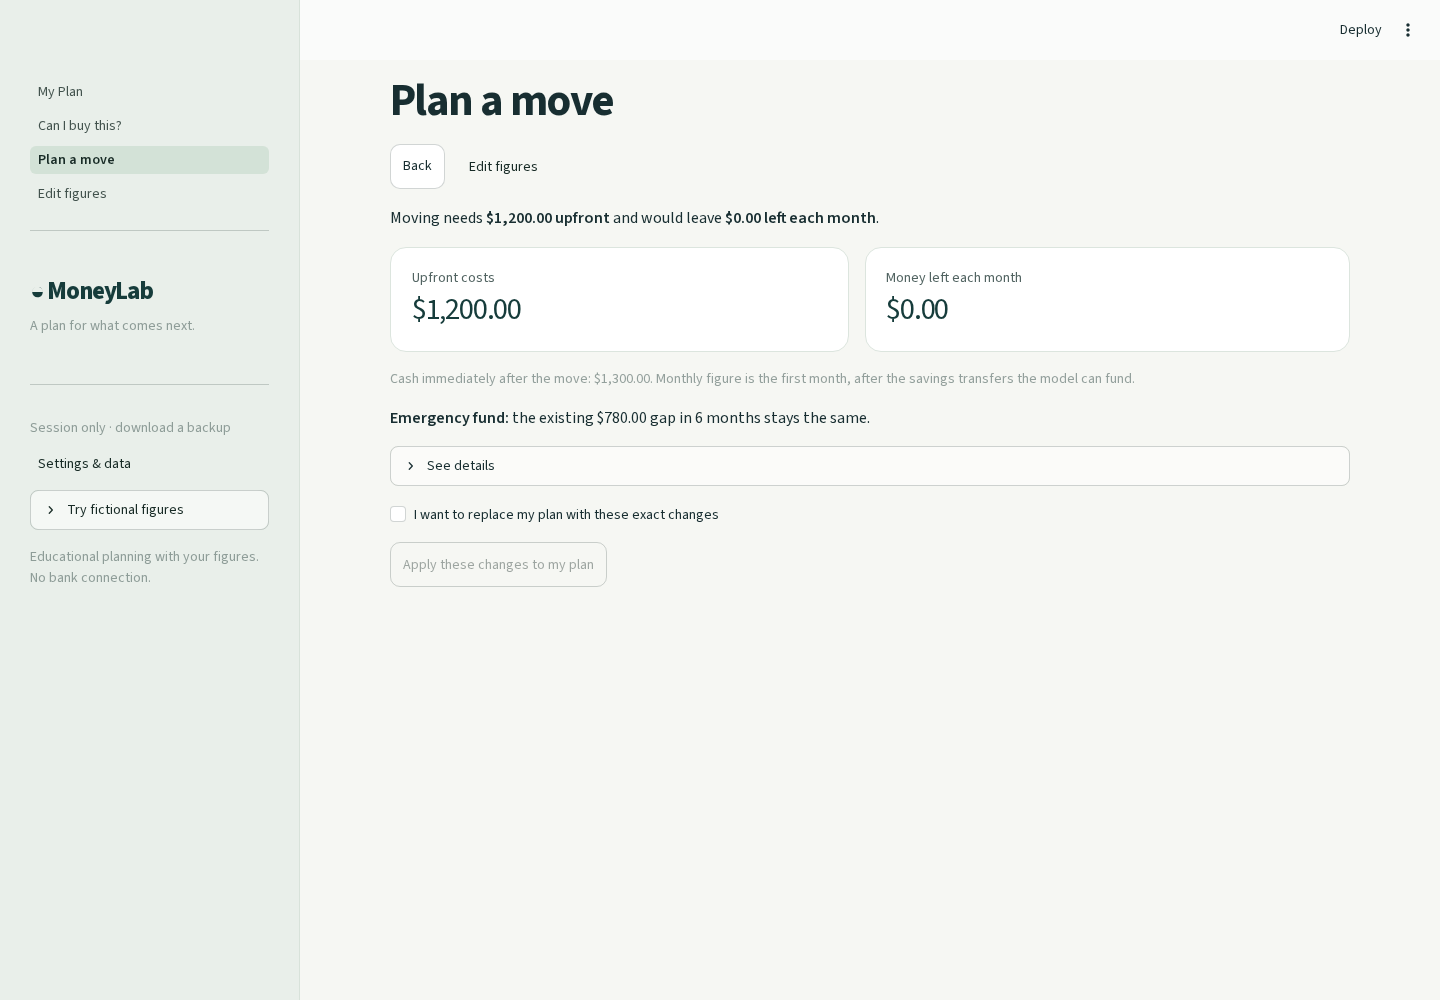 Deploy
My Plan
Can I buy this?
Plan a move
Edit figures
MoneyLab
A plan for what comes next.
Session only · download a backup
Settings & data
Try fictional figures
Educational planning with your figures.
No bank connection.
Plan a move
Back
Edit figures
Moving needs $1,200.00 upfront and would leave $0.00 left each month.
Upfront costs
$1,200.00
Money left each month
$0.00
Cash immediately after the move: $1,300.00. Monthly figure is the first month, after the savings transfers the model can fund.
Emergency fund: the existing $780.00 gap in 6 months stays the same.
See details
I want to replace my plan with these exact changes
Apply these changes to my plan